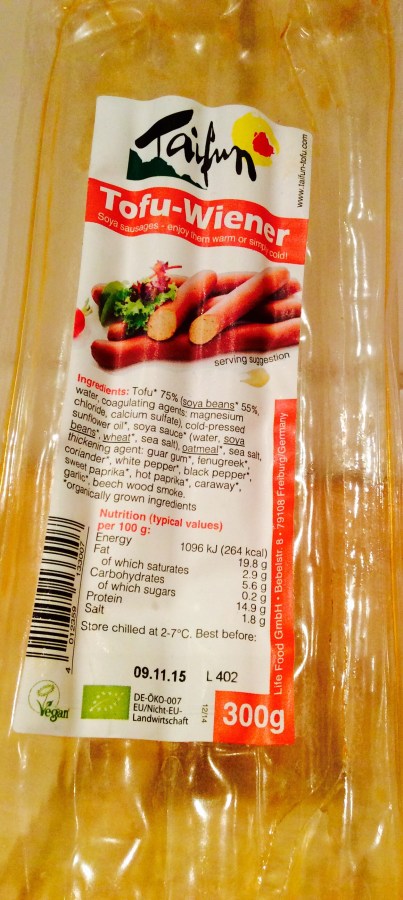 Taifun
www.taifun-tofu.com
Tofu-Wiener
Soya sausages - enjoy them warm or simply cold!
serving suggestion
Ingredients: Tofu* 75% (soya beans* 55%,
water, coagulating agents: magnesium
chloride, calcium sulfate), cold-pressed
sunflower oil*, soya sauce* (water, soya
beans*, wheat*, sea salt), oatmeal*, sea salt,
thickening agent: guar gum*, fenugreek*,
coriander*, white pepper*, black pepper*,
sweet paprika*, hot paprika*, caraway*,
garlic*, beech wood smoke.
*organically grown ingredients
Nutrition (typical values)
per 100 g:
Energy 1096 kJ (264 kcal)
Fat 19.8 g
of which saturates 2.9 g
Carbohydrates 5.6 g
of which sugars 0.2 g
Protein 14.9 g
Salt 1.8 g
Store chilled at 2-7°C. Best before:
09.11.15 L 402
Vegan
DE-ÖKO-007
EU/Nicht-EU-
Landwirtschaft
12/14
300g
Life Food GmbH • Bebelstr. 8 • 79108 Freiburg/Germany